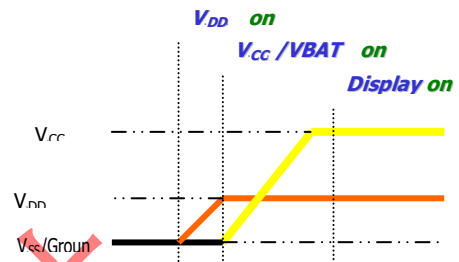 VDD on
VCC /VBAT on
Display on
VCC
VDD
VSS/Groun